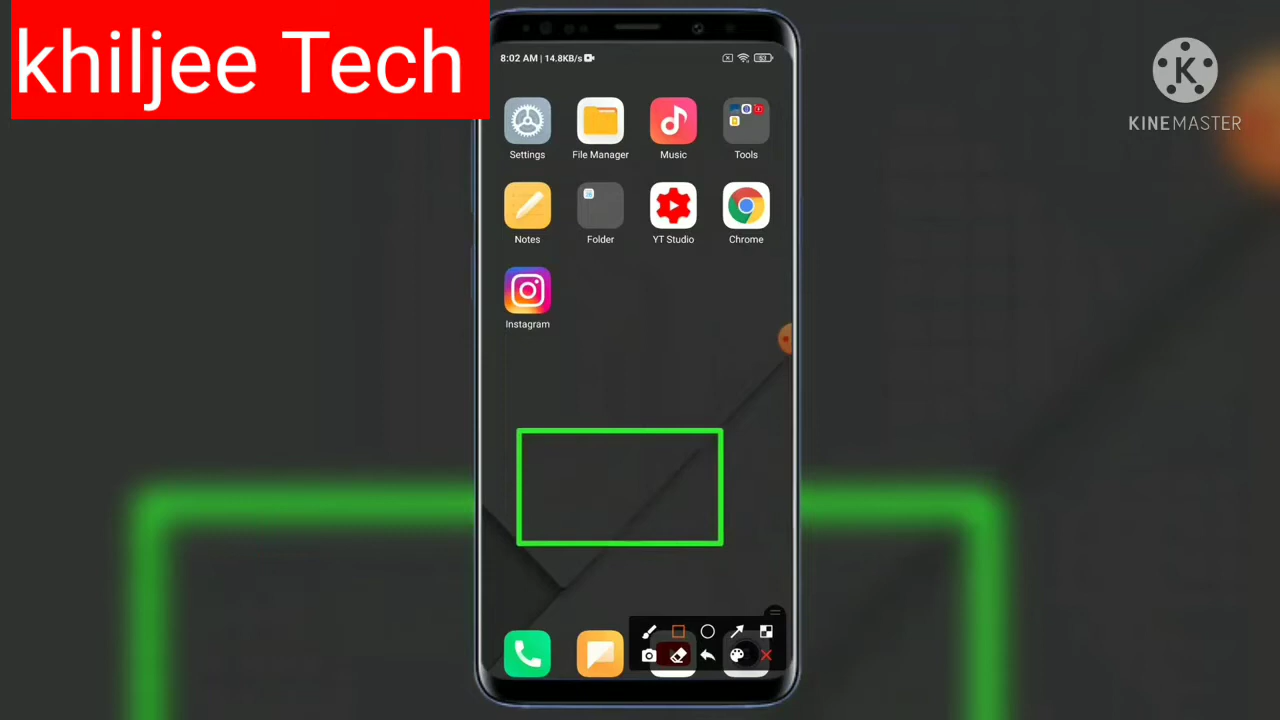 khiljee Tech
K
KINEMASTER
8:02 AM | 14.8KB/s
Settings
File Manager
Music
Tools
Notes
Folder
YT Studio
Chrome
Instagram